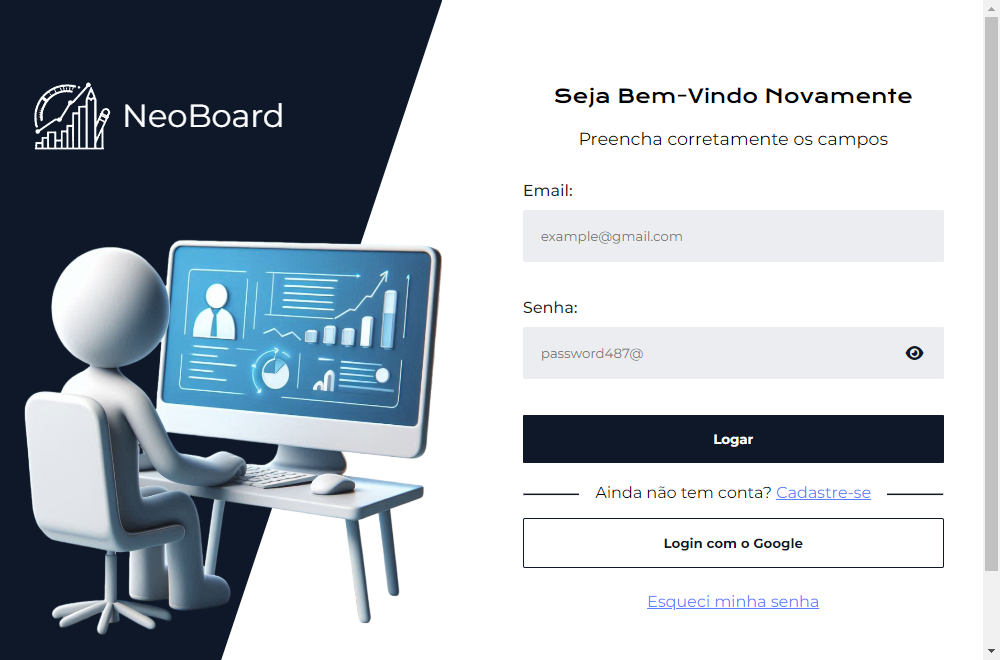 NeoBoard
Seja Bem-Vindo Novamente
Preencha corretamente os campos
Email:
example@gmail.com
Senha:
password487@
Logar
Ainda não tem conta? Cadastre-se
Login com o Google
Esqueci minha senha